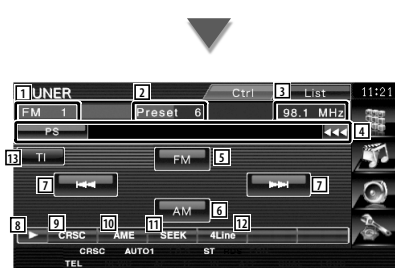 1 TUNER 2 Ctrl 3 List 11:21
FM 1 Preset 6 98.1 MHz
PS 4
13 TI FM 5
7 7
AM 6
8 9 10 11 12
CRSC AME SEEK 4Line
CRSC AUTO1 ST
TEL